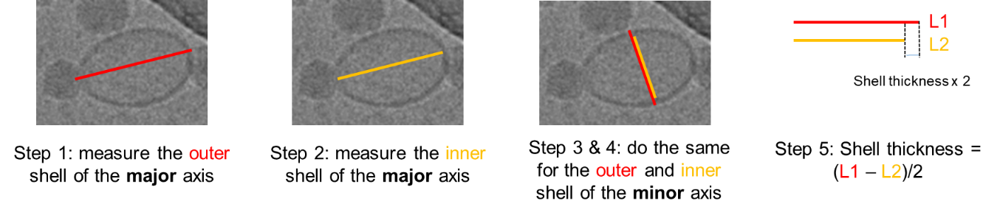 L1
L2
Shell thickness x 2
Step 1: measure the outer
shell of the major axis
Step 2: measure the inner
shell of the major axis
Step 3 & 4: do the same
for the outer and inner
shell of the minor axis
Step 5: Shell thickness =
(L1 – L2)/2